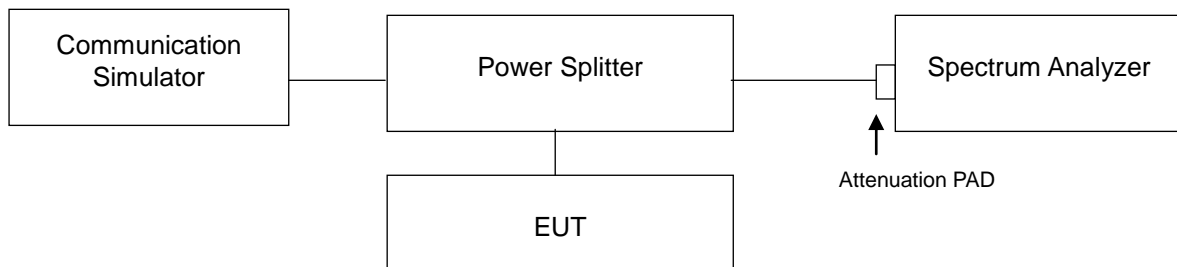 Communication
Simulator
Power Splitter
Spectrum Analyzer
Attenuation PAD
EUT